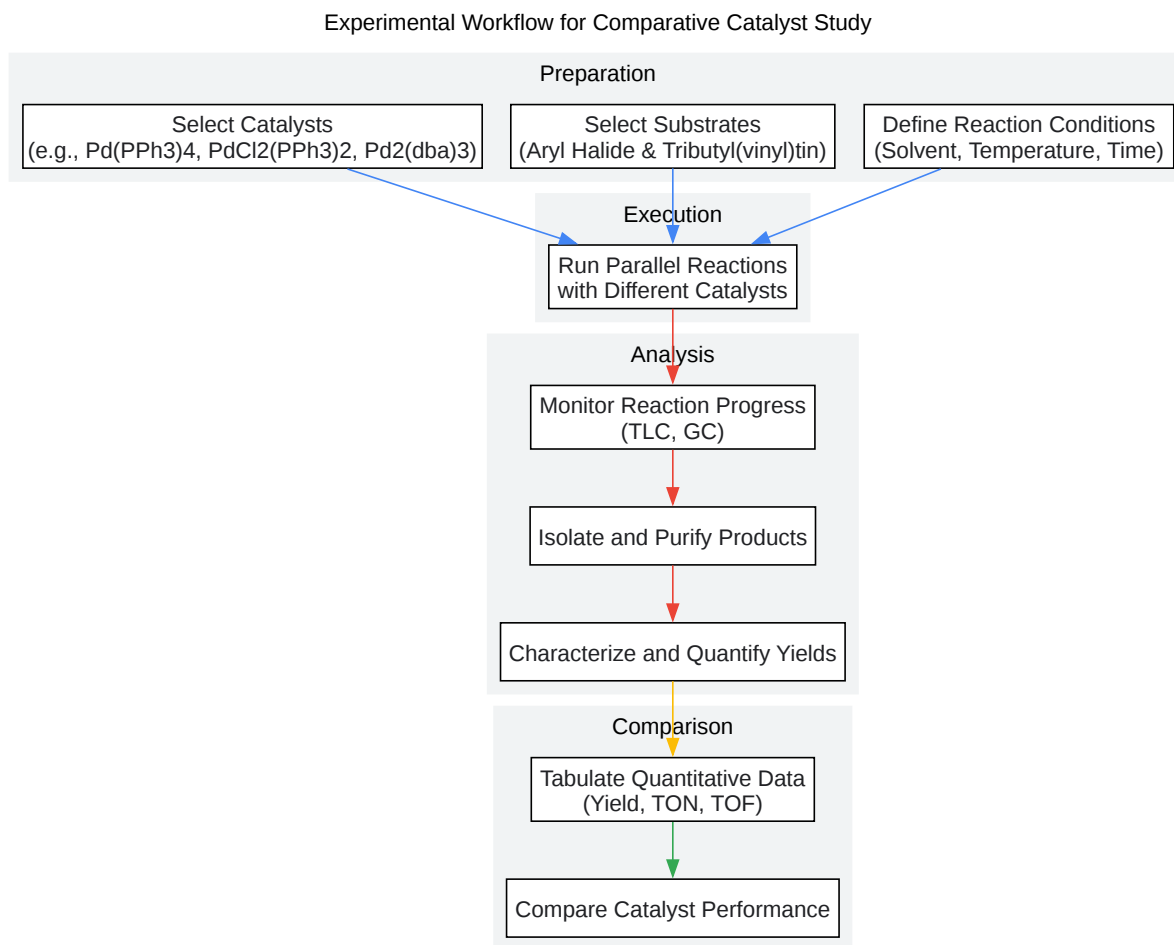 Experimental Workflow for Comparative Catalyst Study
Preparation
Select Catalysts
(e.g., Pd(PPh3)4, PdCl2(PPh3)2, Pd2(dba)3)
Select Substrates
(Aryl Halide & Tributyl(vinyl)tin)
Define Reaction Conditions
(Solvent, Temperature, Time)
Execution
Run Parallel Reactions
with Different Catalysts
Analysis
Monitor Reaction Progress
(TLC, GC)
Isolate and Purify Products
Characterize and Quantify Yields
Comparison
Tabulate Quantitative Data
(Yield, TON, TOF)
Compare Catalyst Performance